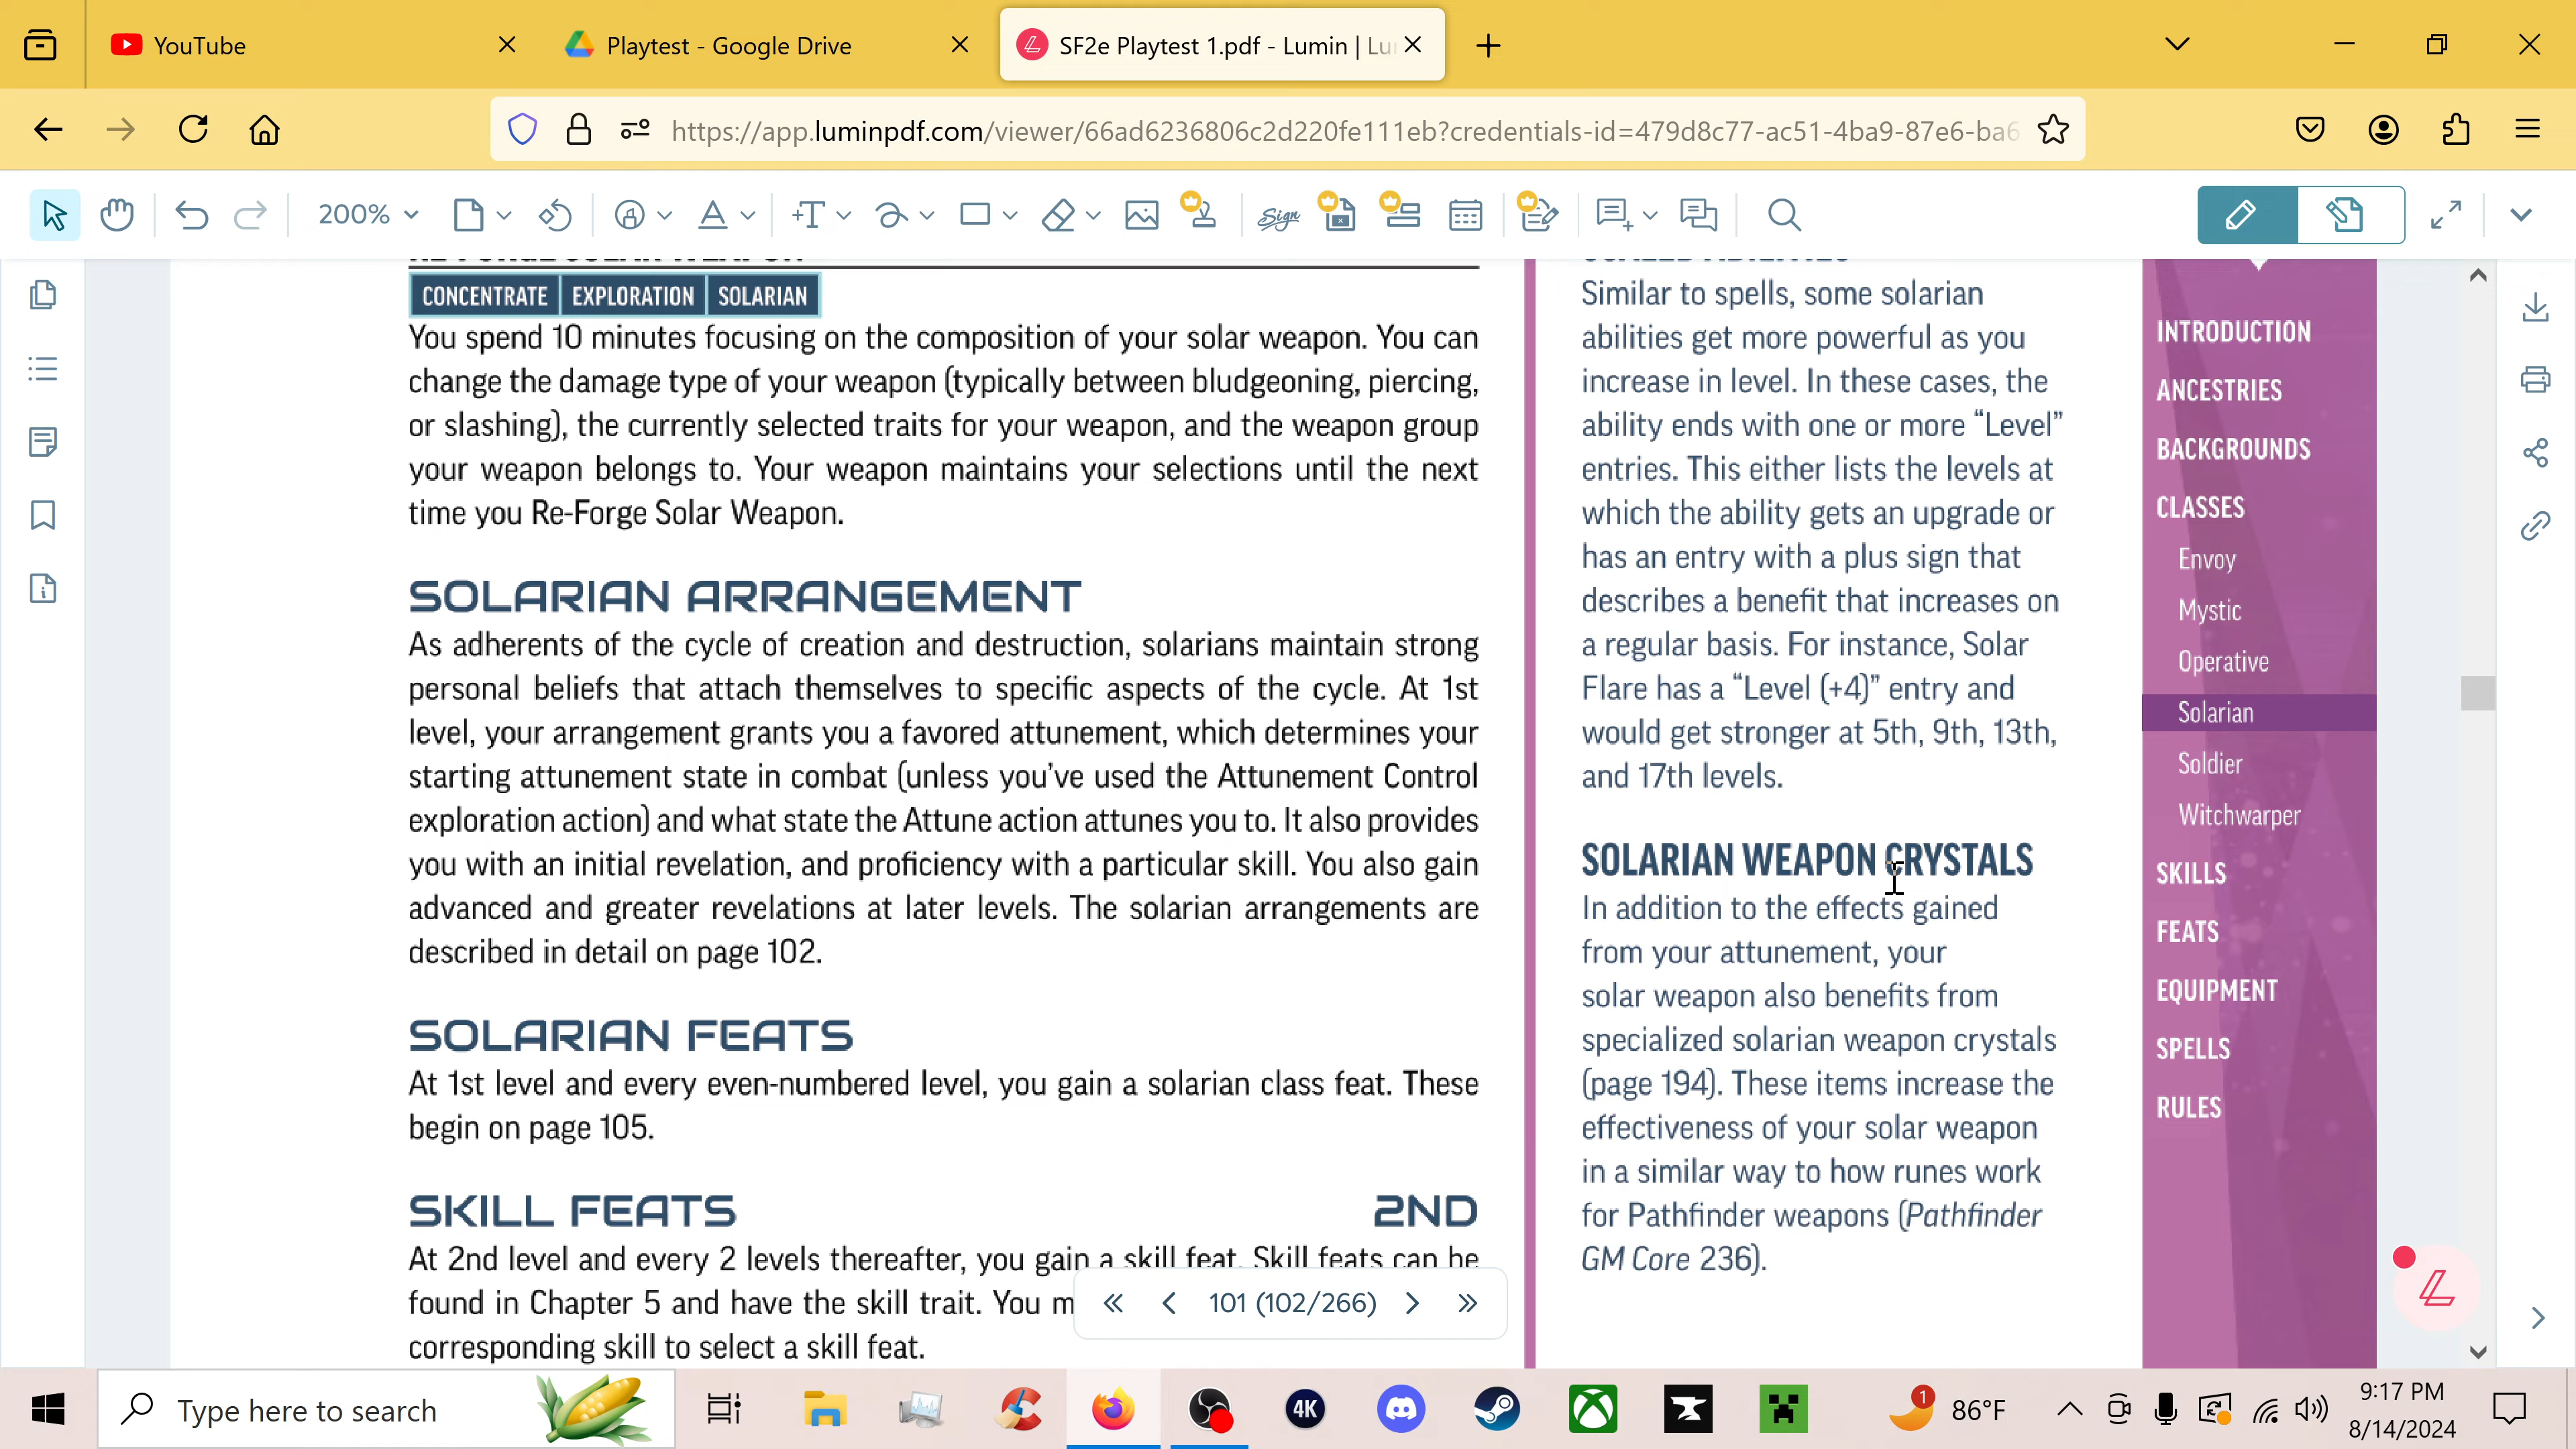 YouTube
Playtest - Google Drive
SF2e Playtest 1.pdf - Lumin | Lu
https://app.luminpdf.com/viewer/66ad6236806c2d220fe111eb?credentials-id=479d8c77-ac51-4ba9-87e6-ba6
200%
Sign
CONCENTRATE EXPLORATION SOLARIAN
You spend 10 minutes focusing on the composition of your solar weapon. You can
change the damage type of your weapon (typically between bludgeoning, piercing,
or slashing), the currently selected traits for your weapon, and the weapon group
your weapon belongs to. Your weapon maintains your selections until the next
time you Re-Forge Solar Weapon.
SOLARIAN ARRANGEMENT
As adherents of the cycle of creation and destruction, solarians maintain strong
personal beliefs that attach themselves to specific aspects of the cycle. At 1st
level, your arrangement grants you a favored attunement, which determines your
starting attunement state in combat (unless you've used the Attunement Control
exploration action) and what state the Attune action attunes you to. It also provides
you with an initial revelation, and proficiency with a particular skill. You also gain
advanced and greater revelations at later levels. The solarian arrangements are
described in detail on page 102.
SOLARIAN FEATS
At 1st level and every even-numbered level, you gain a solarian class feat. These
begin on page 105.
SKILL FEATS 2ND
At 2nd level and every 2 levels thereafter, you gain a skill feat. Skill feats can be
found in Chapter 5 and have the skill trait. You m
corresponding skill to select a skill feat.
101 (102/266)
Similar to spells, some solarian
abilities get more powerful as you
increase in level. In these cases, the
ability ends with one or more “Level”
entries. This either lists the levels at
which the ability gets an upgrade or
has an entry with a plus sign that
describes a benefit that increases on
a regular basis. For instance, Solar
Flare has a “Level (+4)” entry and
would get stronger at 5th, 9th, 13th,
and 17th levels.
SOLARIAN WEAPON CRYSTALS
In addition to the effects gained
from your attunement, your
solar weapon also benefits from
specialized solarian weapon crystals
(page 194). These items increase the
effectiveness of your solar weapon
in a similar way to how runes work
for Pathfinder weapons (Pathfinder
GM Core 236).
INTRODUCTION
ANCESTRIES
BACKGROUNDS
CLASSES
Envoy
Mystic
Operative
Solarian
Soldier
Witchwarper
SKILLS
FEATS
EQUIPMENT
SPELLS
RULES
Type here to search
4K
1
86°F
9:17 PM
8/14/2024